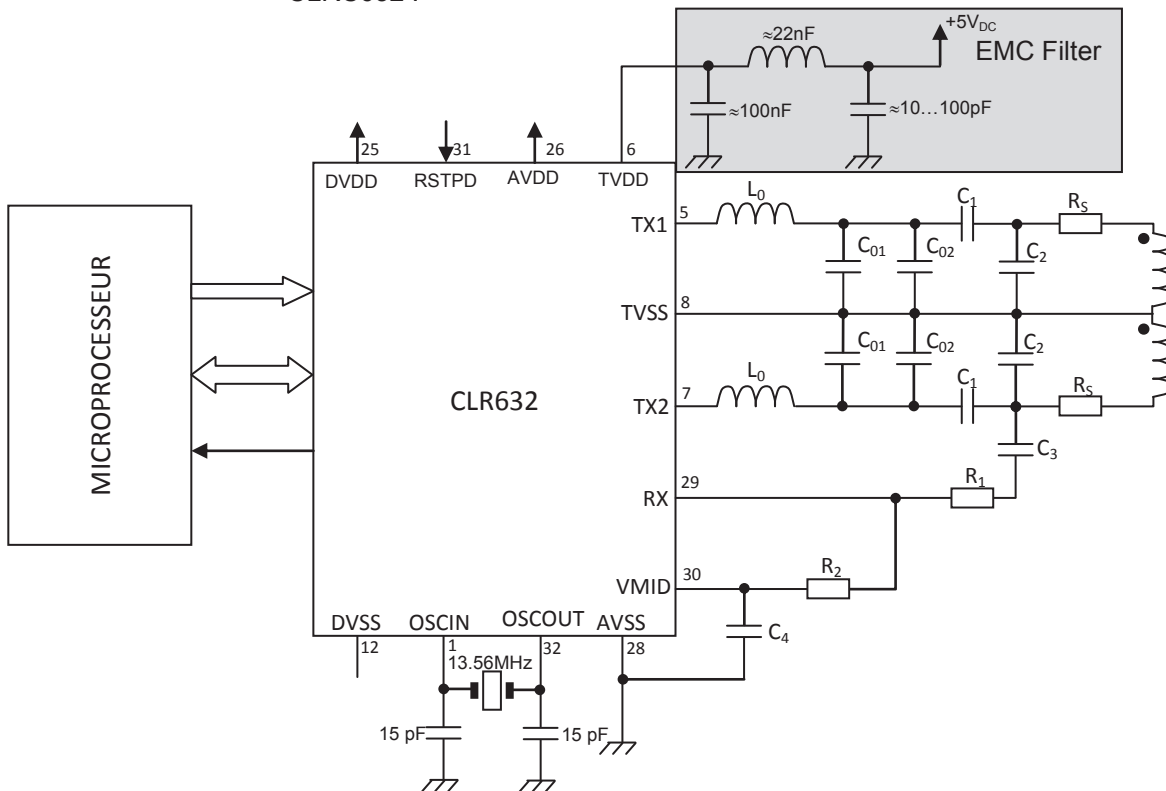 ≈22nF
+5VDC
EMC Filter
≈100nF
≈10…100pF
25
31
26
6
DVDD
RSTPD
AVDD
TVDD
MICROPROCESSEUR
CLR632
TX1
5
L0
C1
RS
C01
C02
C2
TVSS
8
C01
C02
C2
L0
C1
RS
TX2
7
C3
RX
29
R1
VMID
30
R2
C4
DVSS
OSCIN
OSCOUT
AVSS
12
1
32
28
13.56MHz
15 pF
15 pF